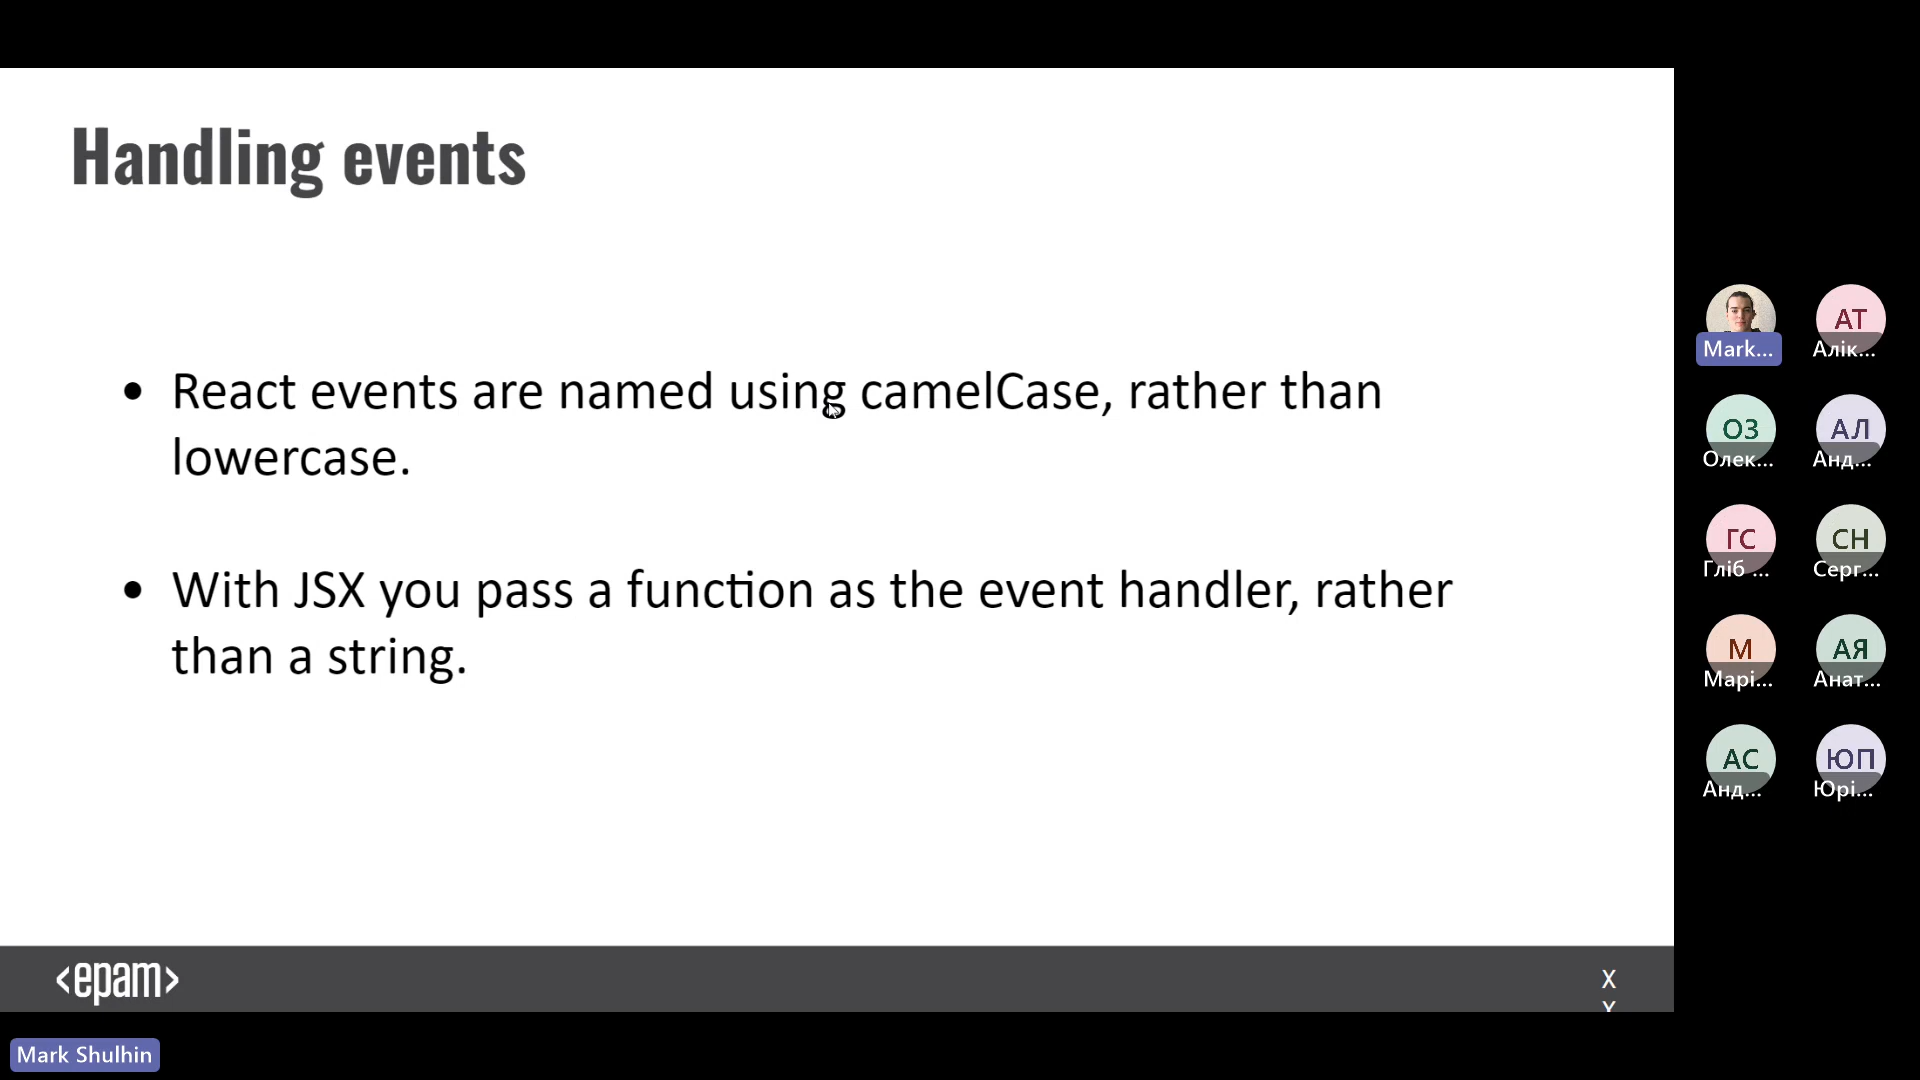 Handling events
• React events are named using camelCase, rather than
lowercase.
• With JSX you pass a function as the event handler, rather
than a string.
<epam>
X
Mark Shulhin
Mark...
АТ
Алік...
ОЗ
Олек...
АЛ
Анд...
ГС
Гліб ...
СН
Серг...
М
Марі...
АЯ
Анат...
АС
Анд...
ЮП
Юрі...